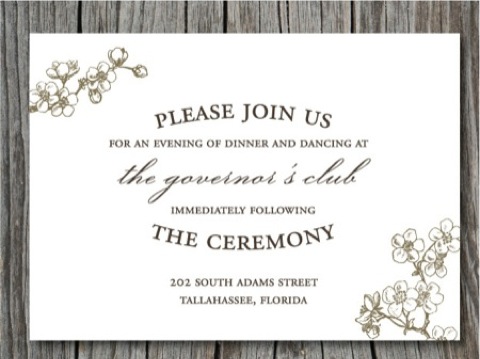 PLEASE JOIN US
FOR AN EVENING OF DINNER AND DANCING AT
the governor's club
IMMEDIATELY FOLLOWING
THE CEREMONY
202 SOUTH ADAMS STREET
TALLAHASSEE, FLORIDA